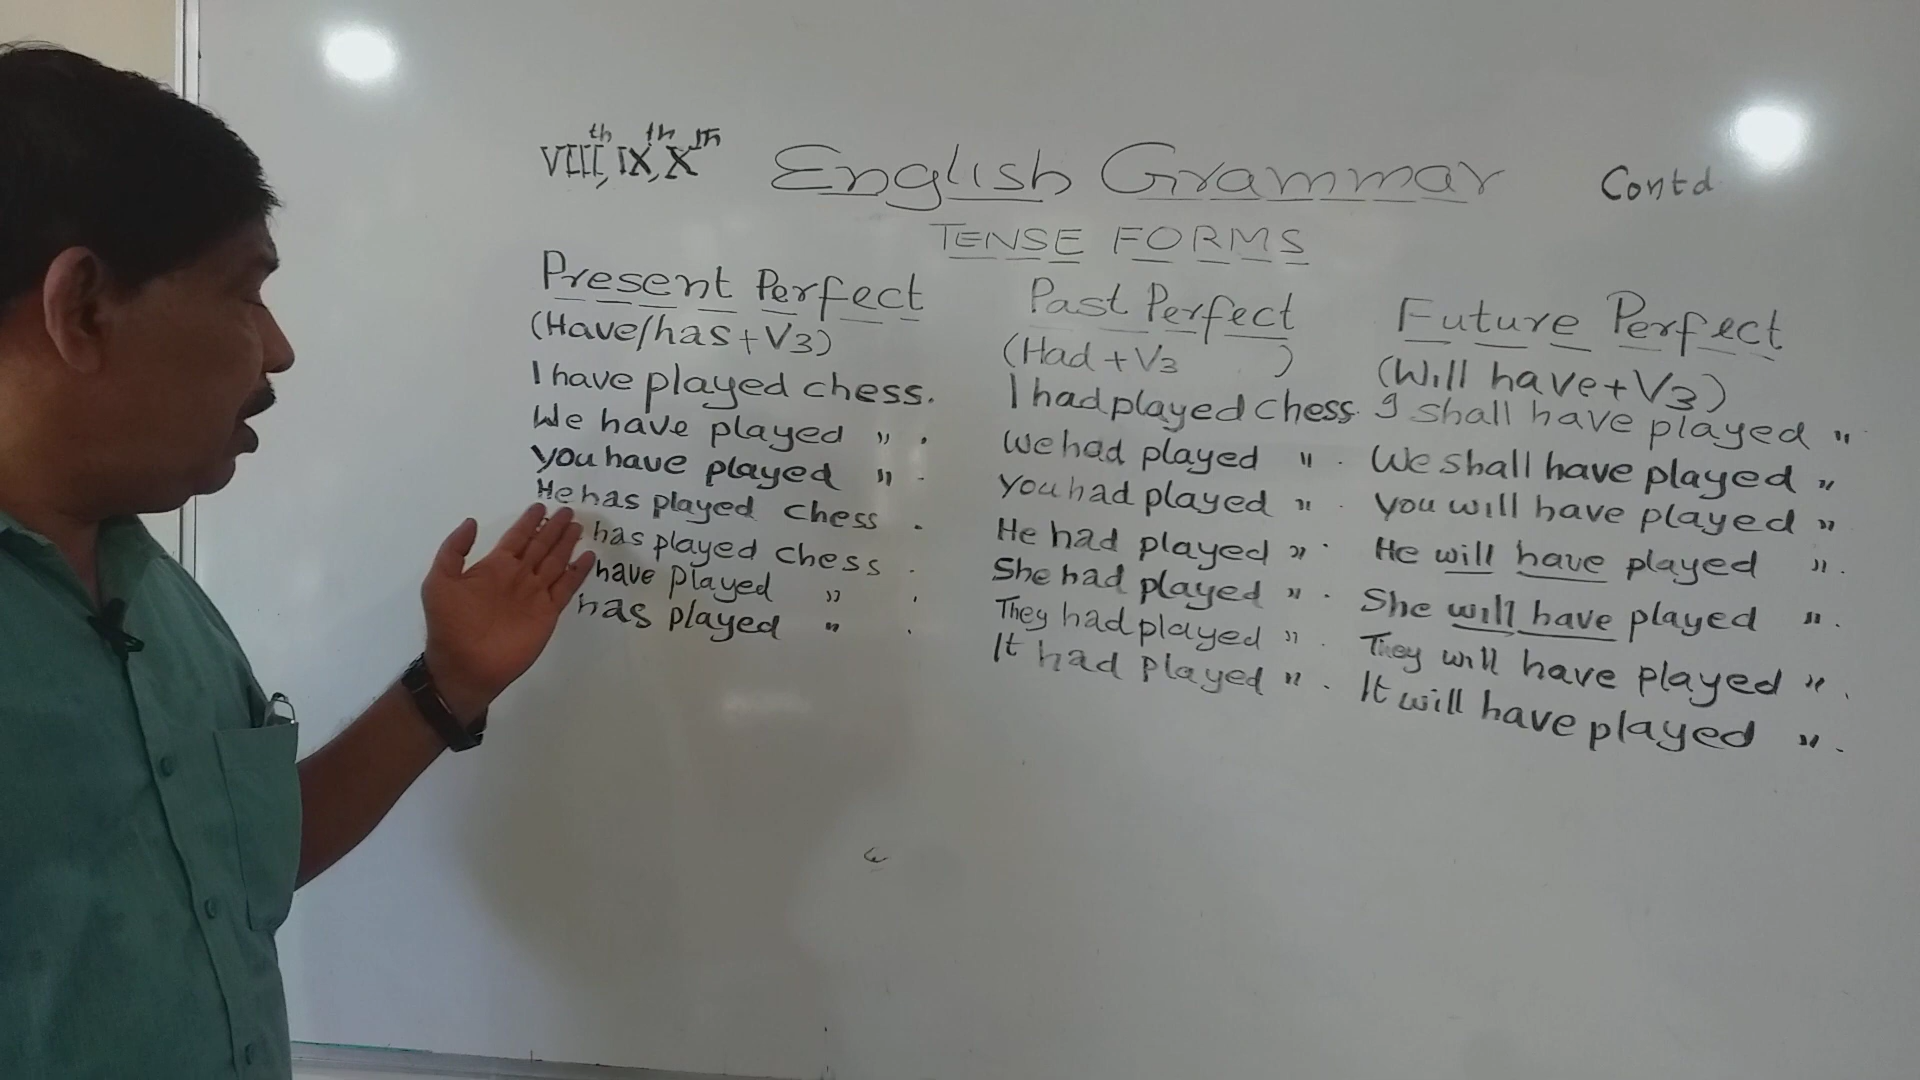 VIIIth, IXth, Xth English Grammar Contd
TENSE FORMS
Present Perfect
(Have/has + V3)
I have played chess.
We have played " .
You have played " .
He has played chess .
has played chess .
have played " .
has played " .
Past Perfect
(Had + V3 )
I had played chess.
We had played " .
You had played " .
He had played " .
She had played " .
They had played " .
It had played " .
Future Perfect
(Will have + V3)
I shall have played "
We shall have played "
You will have played "
He will have played " .
She will have played " .
They will have played " .
It will have played " .